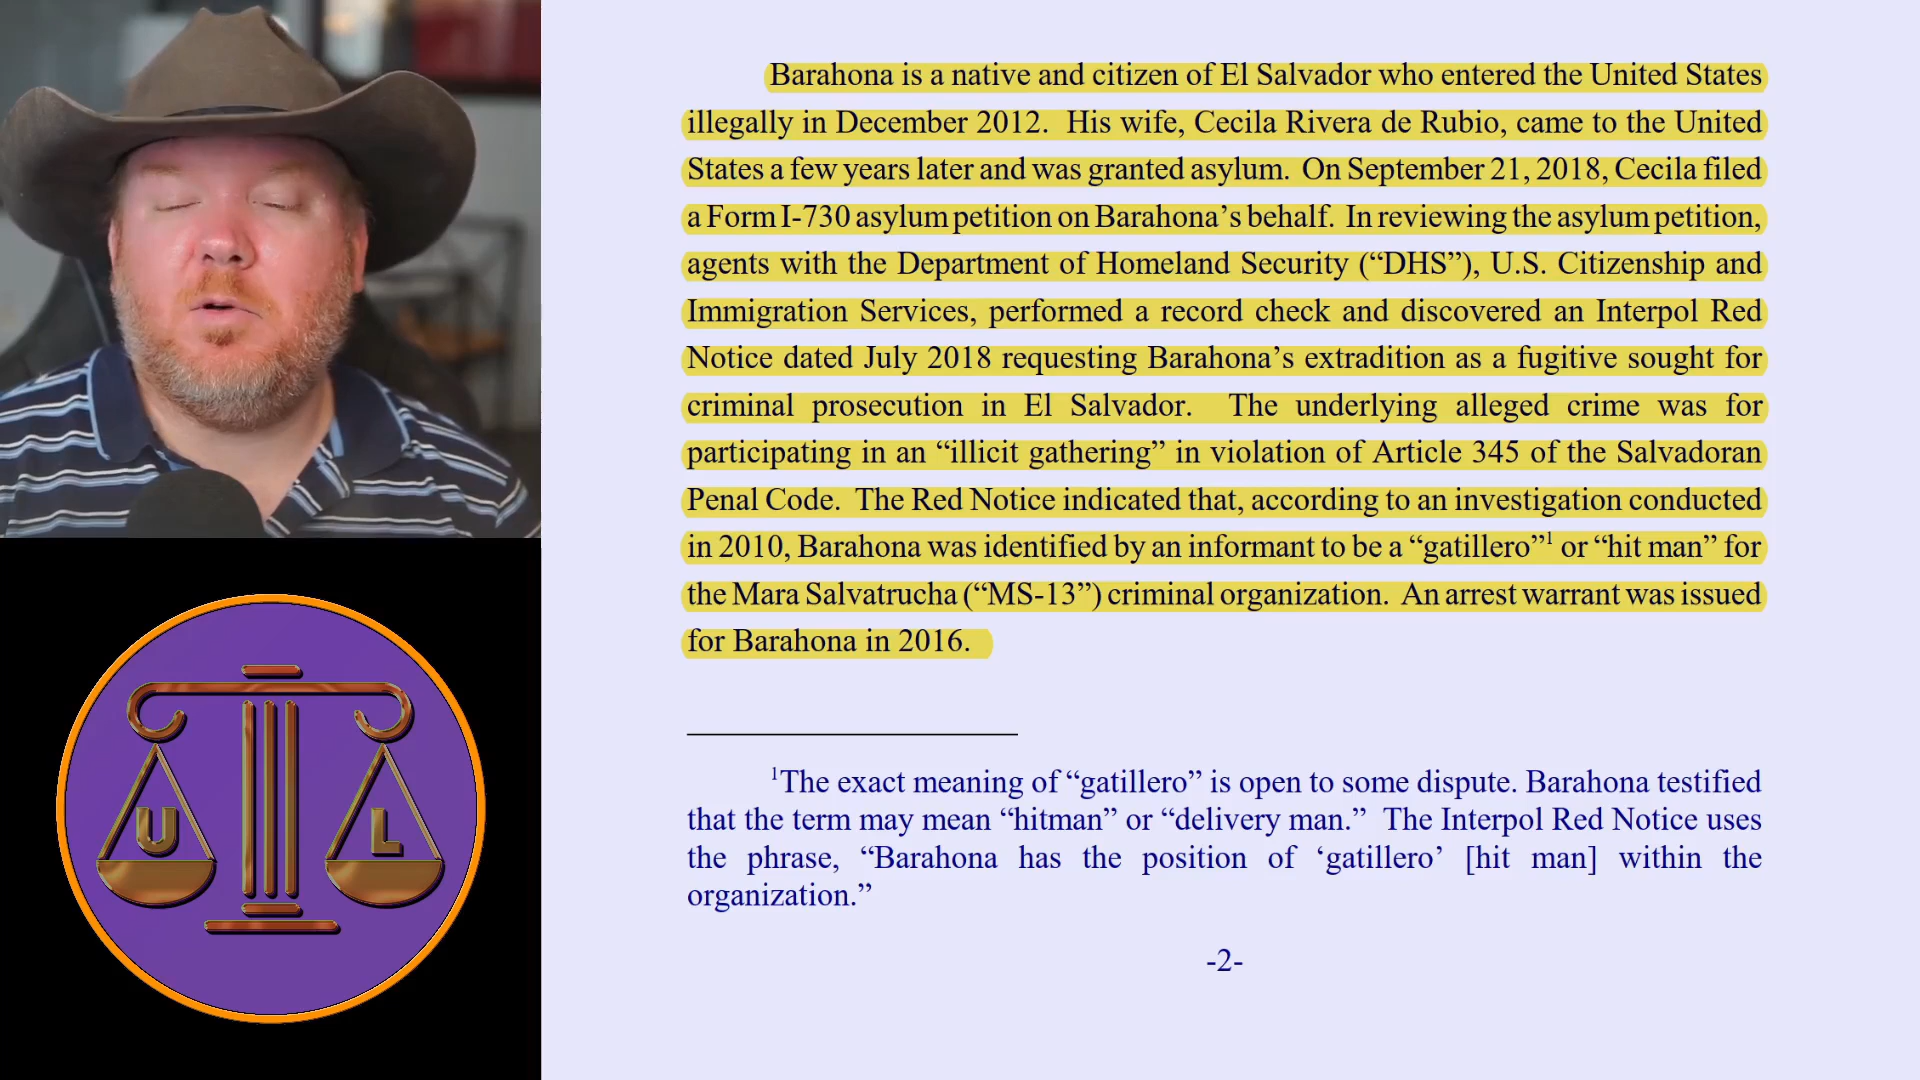 Barahona is a native and citizen of El Salvador who entered the United States
illegally in December 2012. His wife, Cecila Rivera de Rubio, came to the United
States a few years later and was granted asylum. On September 21, 2018, Cecila filed
a Form I-730 asylum petition on Barahona’s behalf. In reviewing the asylum petition,
agents with the Department of Homeland Security (“DHS”), U.S. Citizenship and
Immigration Services, performed a record check and discovered an Interpol Red
Notice dated July 2018 requesting Barahona’s extradition as a fugitive sought for
criminal prosecution in El Salvador. The underlying alleged crime was for
participating in an “illicit gathering” in violation of Article 345 of the Salvadoran
Penal Code. The Red Notice indicated that, according to an investigation conducted
in 2010, Barahona was identified by an informant to be a “gatillero”¹ or “hit man” for
the Mara Salvatrucha (“MS-13”) criminal organization. An arrest warrant was issued
for Barahona in 2016.
¹The exact meaning of “gatillero” is open to some dispute. Barahona testified
that the term may mean “hitman” or “delivery man.” The Interpol Red Notice uses
the phrase, “Barahona has the position of ‘gatillero’ [hit man] within the
organization.”
-2-
U L